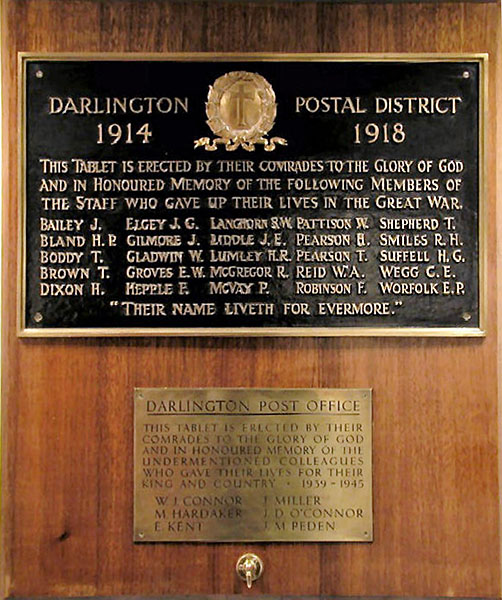 DARLINGTON POSTAL DISTRICT
1914 1918
THIS TABLET IS ERECTED BY THEIR COMRADES TO THE GLORY OF GOD
AND IN HONOURED MEMORY OF THE FOLLOWING MEMBERS OF
THE STAFF WHO GAVE UP THEIR LIVES IN THE GREAT WAR.
BAILEY J. ELGEY J. G. LANGHORN S.W. PATTISON W. SHEPHERD T.
BLAND H. P. GILMORE J. LIDDLE J. E. PEARSON H. SMILES R. H.
BODDY T. GLADWIN W. LUMLEY H.R. PEARSON T. SUFFELL H. G.
BROWN T. GROVES E. W. MCGREGOR R. REID W. A. WEGG C. E.
DIXON H. HEPPLE F. MCVAY P. ROBINSON F. WORFOLK E. P.
"THEIR NAME LIVETH FOR EVERMORE."
DARLINGTON POST OFFICE
THIS TABLET IS ERECTED BY THEIR
COMRADES TO THE GLORY OF GOD
AND IN HONOURED MEMORY OF THE
UNDERMENTIONED COLLEAGUES
WHO GAVE THEIR LIVES FOR THEIR
KING AND COUNTRY · 1939-1945
W. J. CONNOR J. MILLER
M. HARDAKER J. D. O'CONNOR
E. KENT J. M. PEDEN